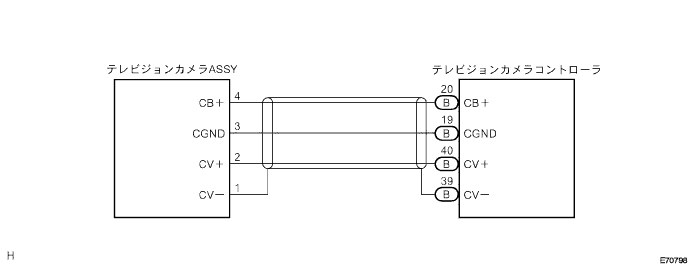 テレビジョンカメラASSY
テレビジョンカメラコントローラ
CB+ 4
20 B CB+
CGND 3
19 B CGND
CV+ 2
40 B CV+
CV− 1
39 B CV−
H
E70798